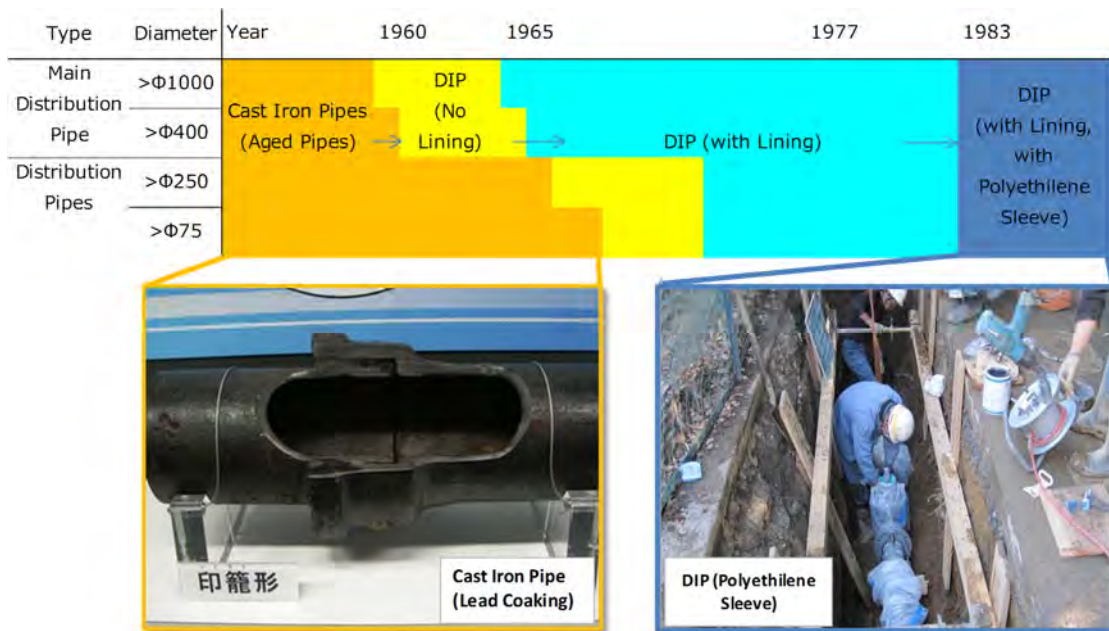 Type Diameter Year 1960 1965 1977 1983
Main
Distribution
Pipe
>Φ1000
>Φ400
Distribution
Pipes
>Φ250
>Φ75
Cast Iron Pipes
(Aged Pipes)
DIP
(No
Lining)
DIP (with Lining)
DIP
(with Lining,
with
Polyethilene
Sleeve)
印籠形
Cast Iron Pipe
(Lead Coaking)
DIP (Polyethilene
Sleeve)